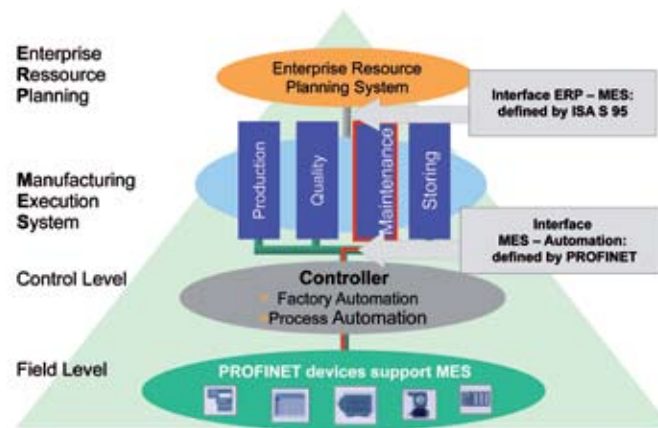 Enterprise
Ressource
Planning
Enterprise Resource
Planning System
Interface ERP – MES:
defined by ISA S 95
Manufacturing
Execution
System
Production
Quality
Maintenance
Storing
Interface
MES – Automation:
defined by PROFINET
Control Level
Controller
Factory Automation
Process Automation
Field Level
PROFINET devices support MES